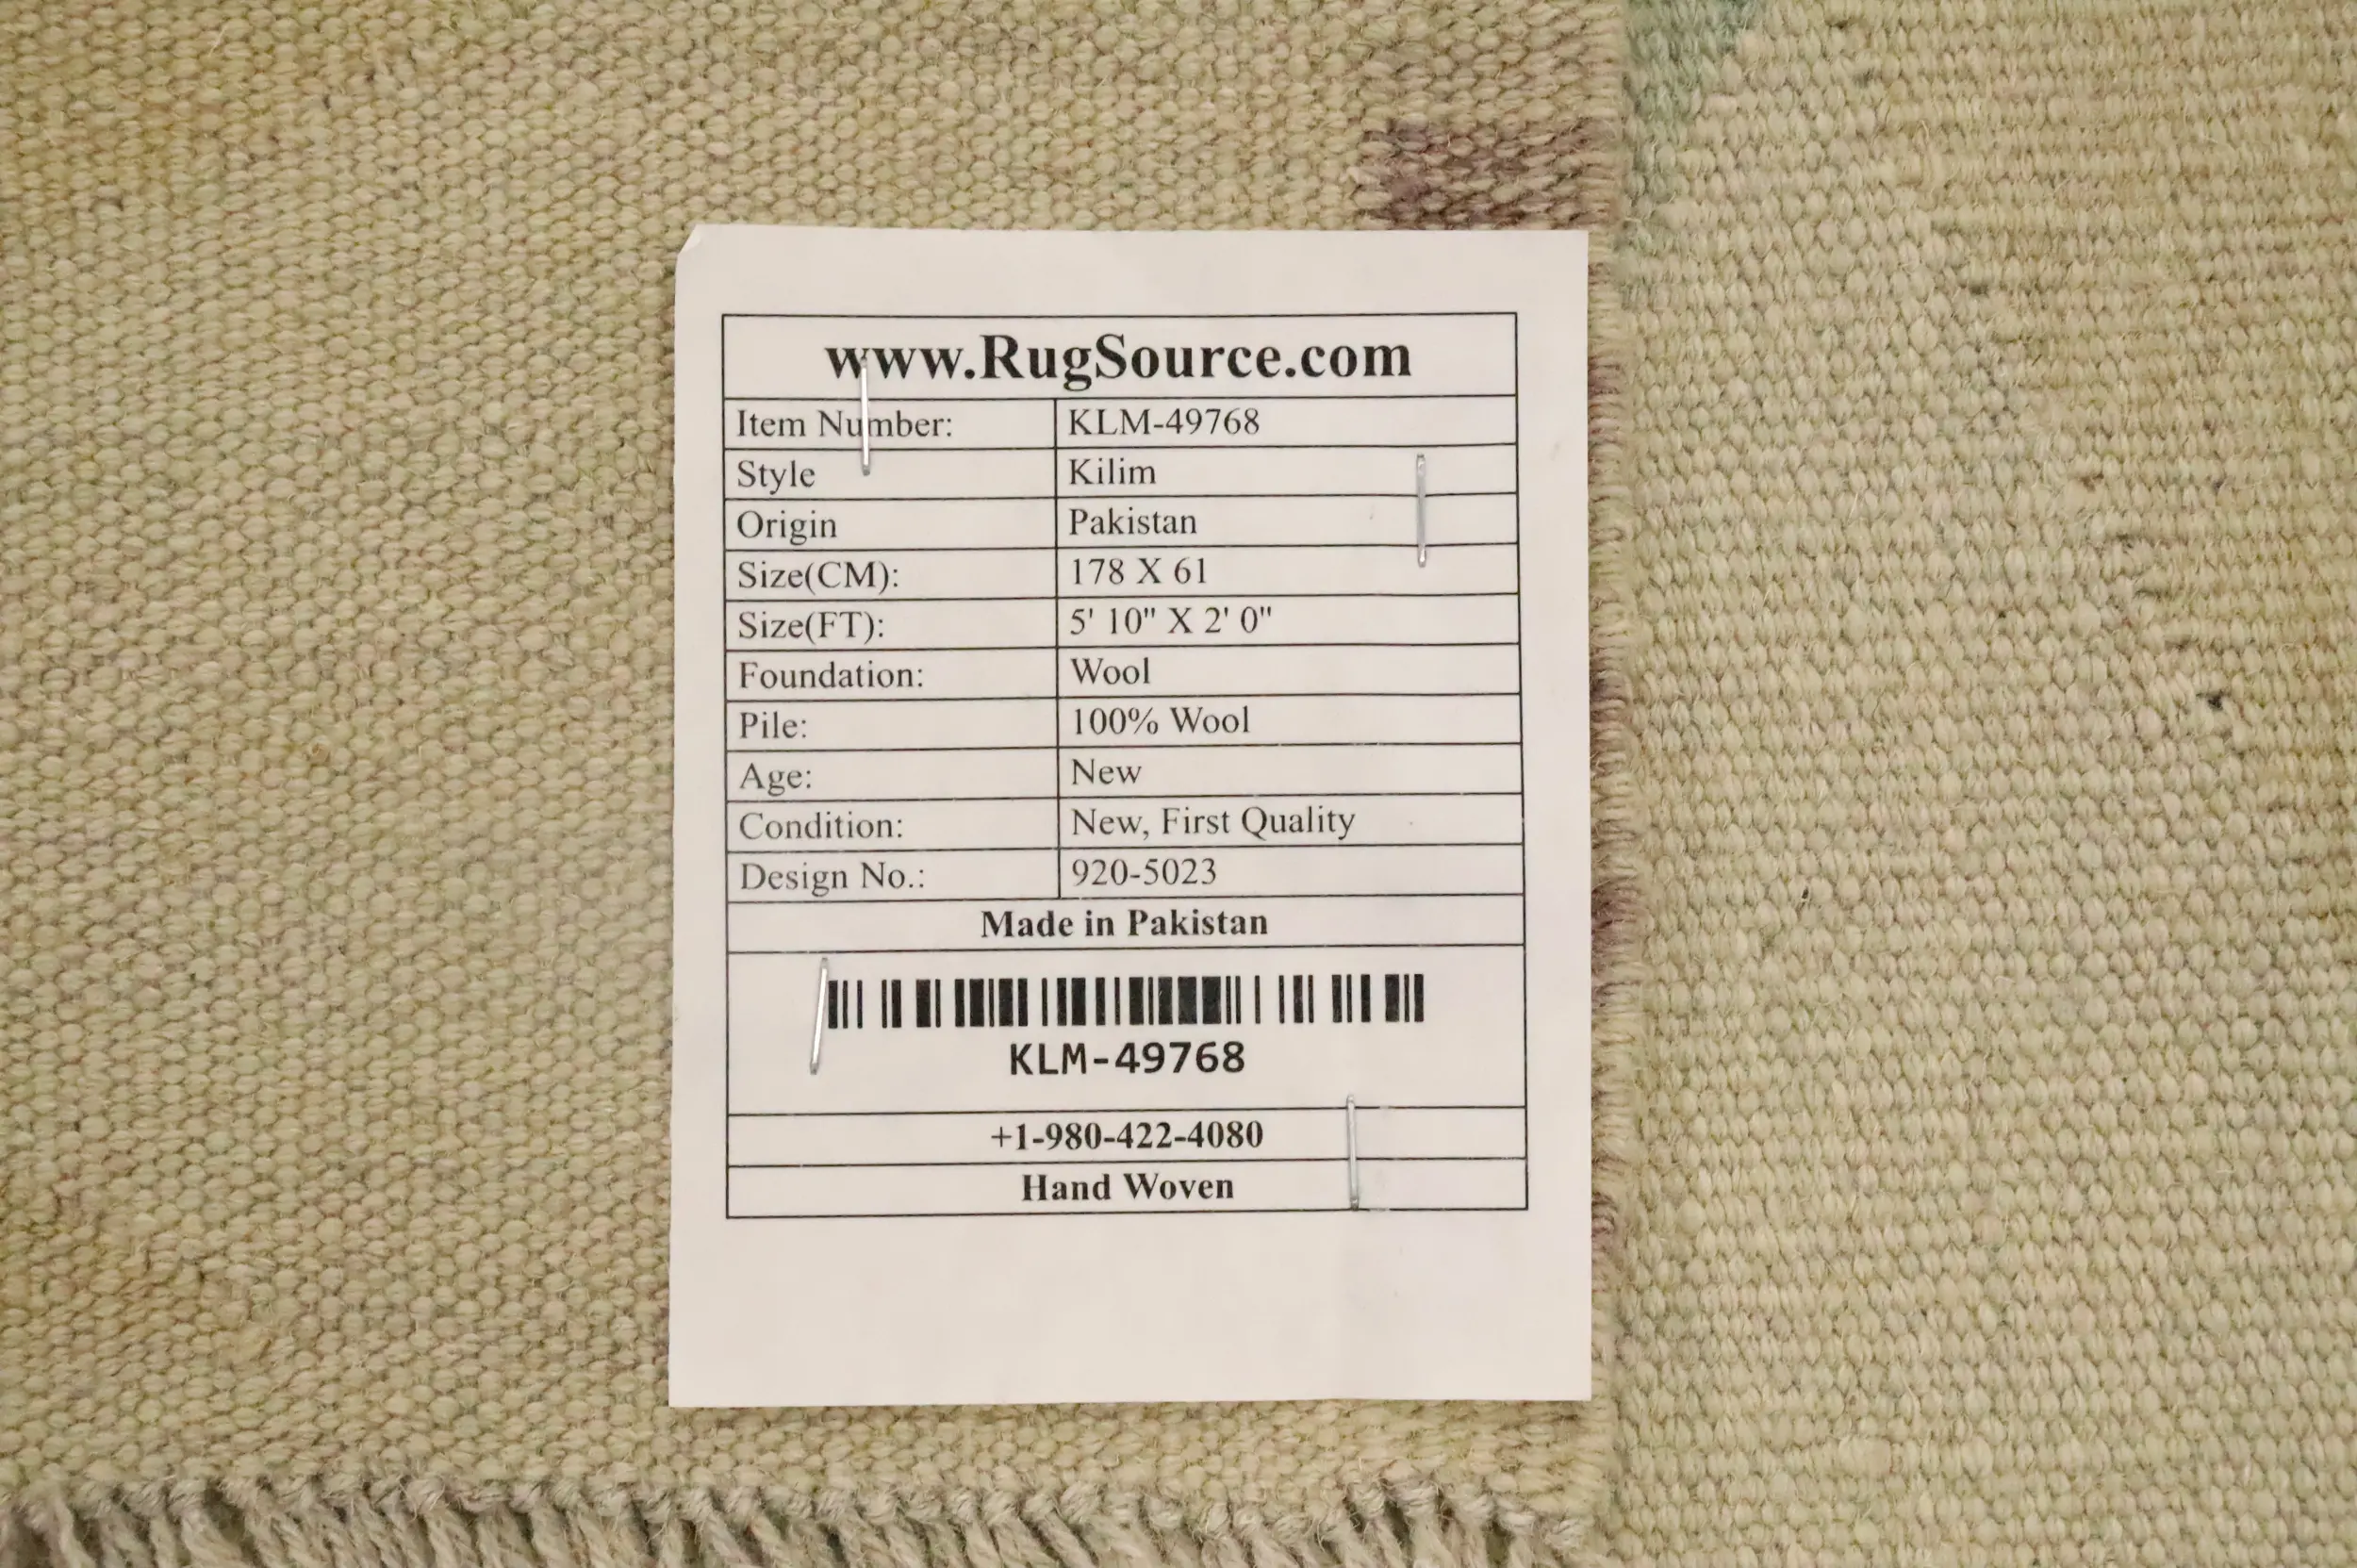 www.RugSource.com
Item Number: KLM-49768
Style Kilim
Origin Pakistan
Size(CM): 178 X 61
Size(FT): 5' 10" X 2' 0"
Foundation: Wool
Pile: 100% Wool
Age: New
Condition: New, First Quality
Design No.: 920-5023
Made in Pakistan
KLM-49768
+1-980-422-4080
Hand Woven